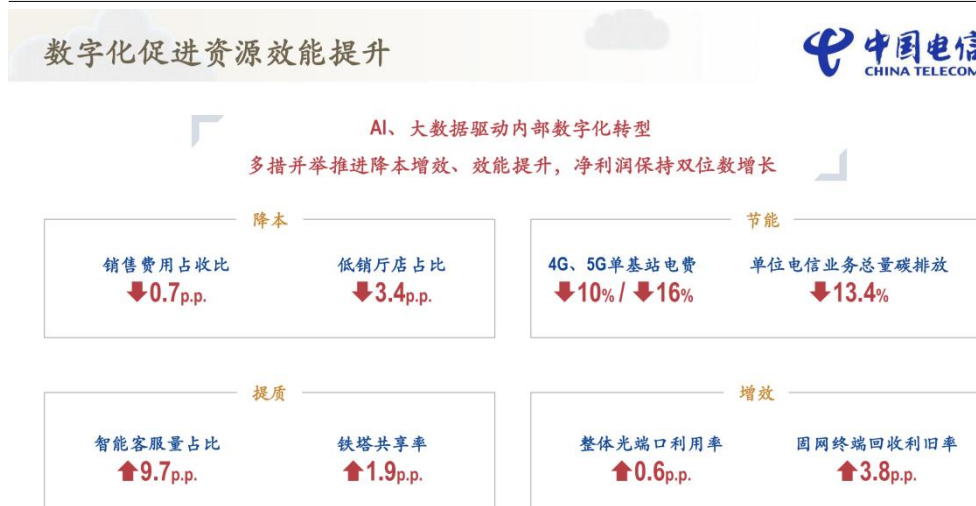 数字化促进资源效能提升
中国电信
CHINA TELECOM
AI、大数据驱动内部数字化转型
多措并举推进降本增效、效能提升，净利润保持双位数增长
降本
销售费用占收比
低销厅店占比
↓0.7p.p.
↓3.4p.p.
节能
4G、5G单基站电费
单位电信业务总量碳排放
↓10% / ↓16%
↓13.4%
提质
智能客服量占比
铁塔共享率
↑9.7p.p.
↑1.9p.p.
增效
整体光端口利用率
固网终端回收利旧率
↑0.6p.p.
↑3.8p.p.